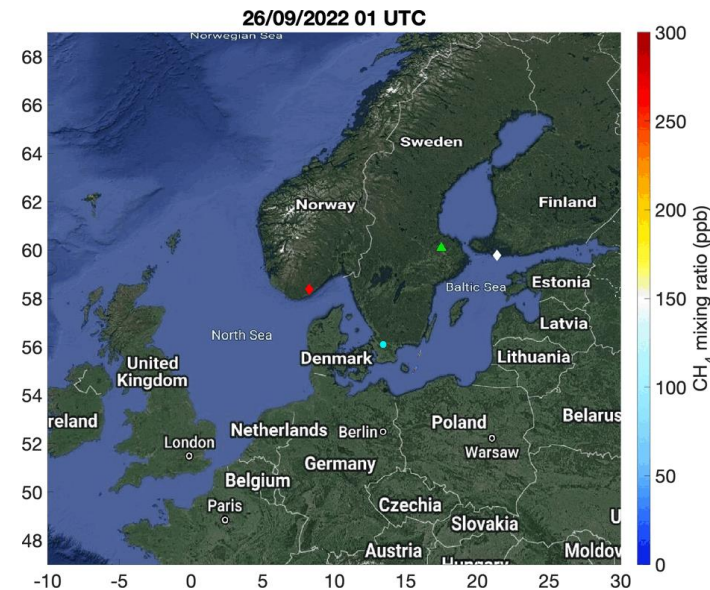 26/09/2022 01 UTC
Norwegian Sea
68
66
64
62
60
58
56
54
52
50
48
Sweden
Norway
Finland
Estonia
Baltic Sea
Latvia
North Sea
Denmark
Lithuania
United
Kingdom
reland
Netherlands
Berlin
Poland
Belarus
London
Warsaw
Germany
Belgium
Paris
Czechia
Slovakia
U
Austria
Hungary
Moldov
-10
-5
0
5
10
15
20
25
30
300
250
200
150
100
50
0
CH₄ mixing ratio (ppb)